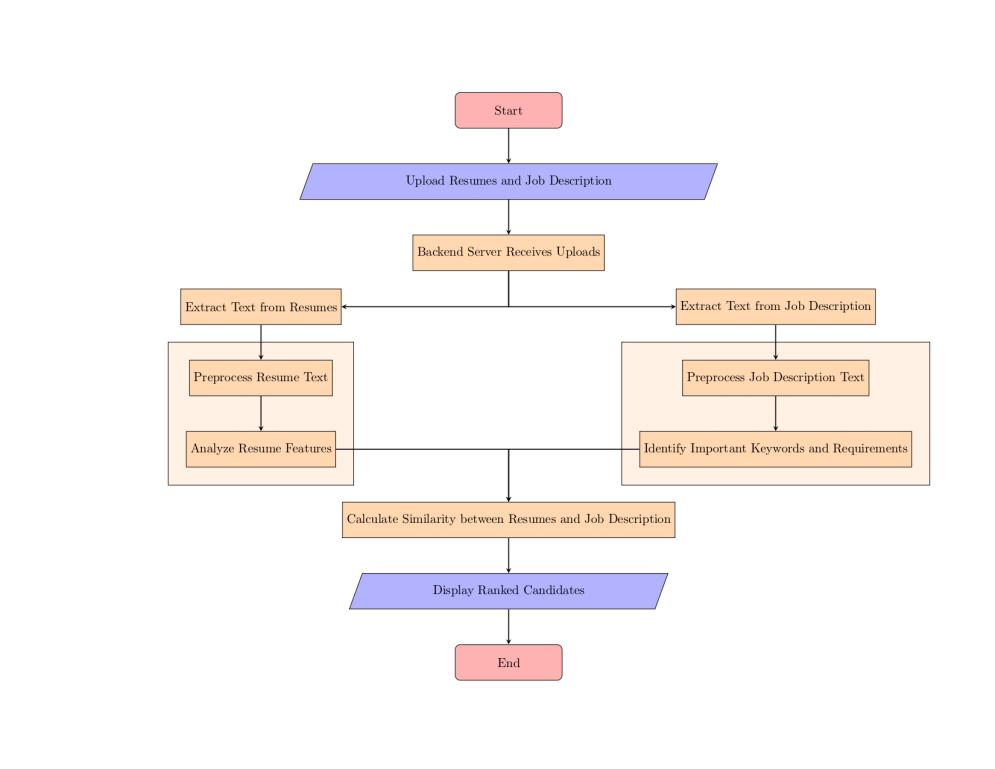 Start
Upload Resumes and Job Description
Backend Server Receives Uploads
Extract Text from Resumes
Extract Text from Job Description
Preprocess Resume Text
Preprocess Job Description Text
Analyze Resume Features
Identify Important Keywords and Requirements
Calculate Similarity between Resumes and Job Description
Display Ranked Candidates
End